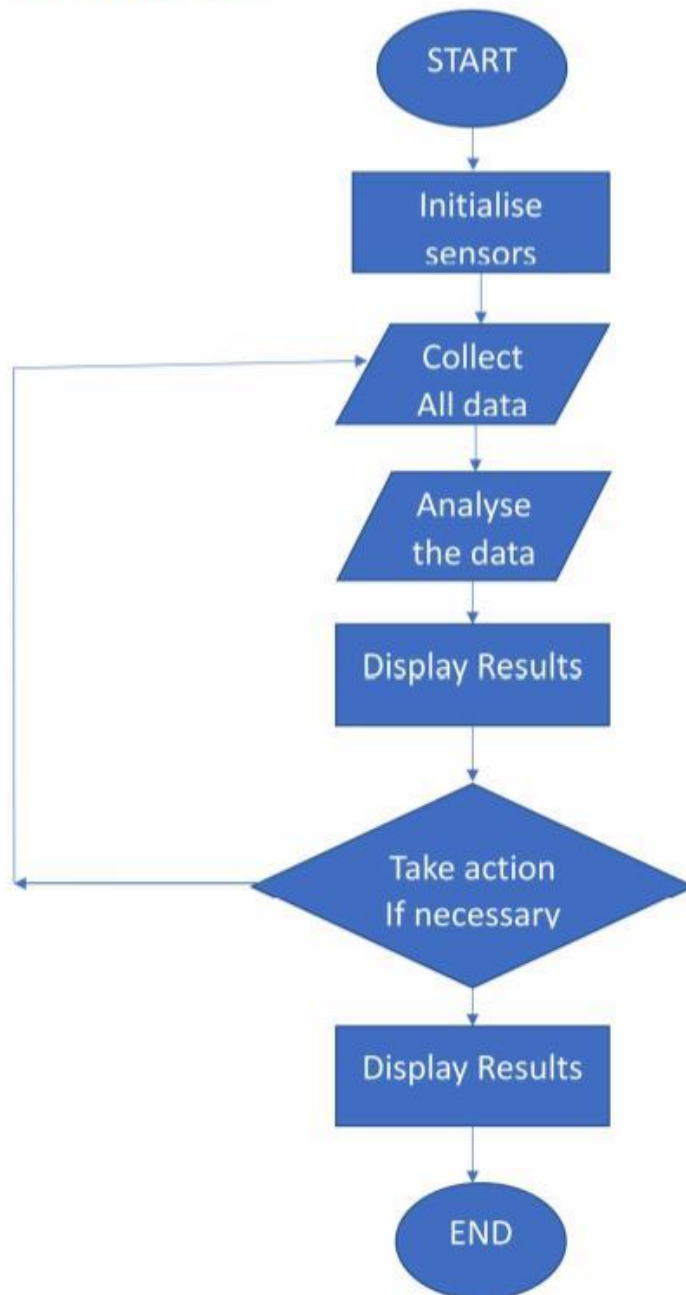 START
Initialise
sensors
Collect
All data
Analyse
the data
Display Results
Take action
If necessary
Display Results
END